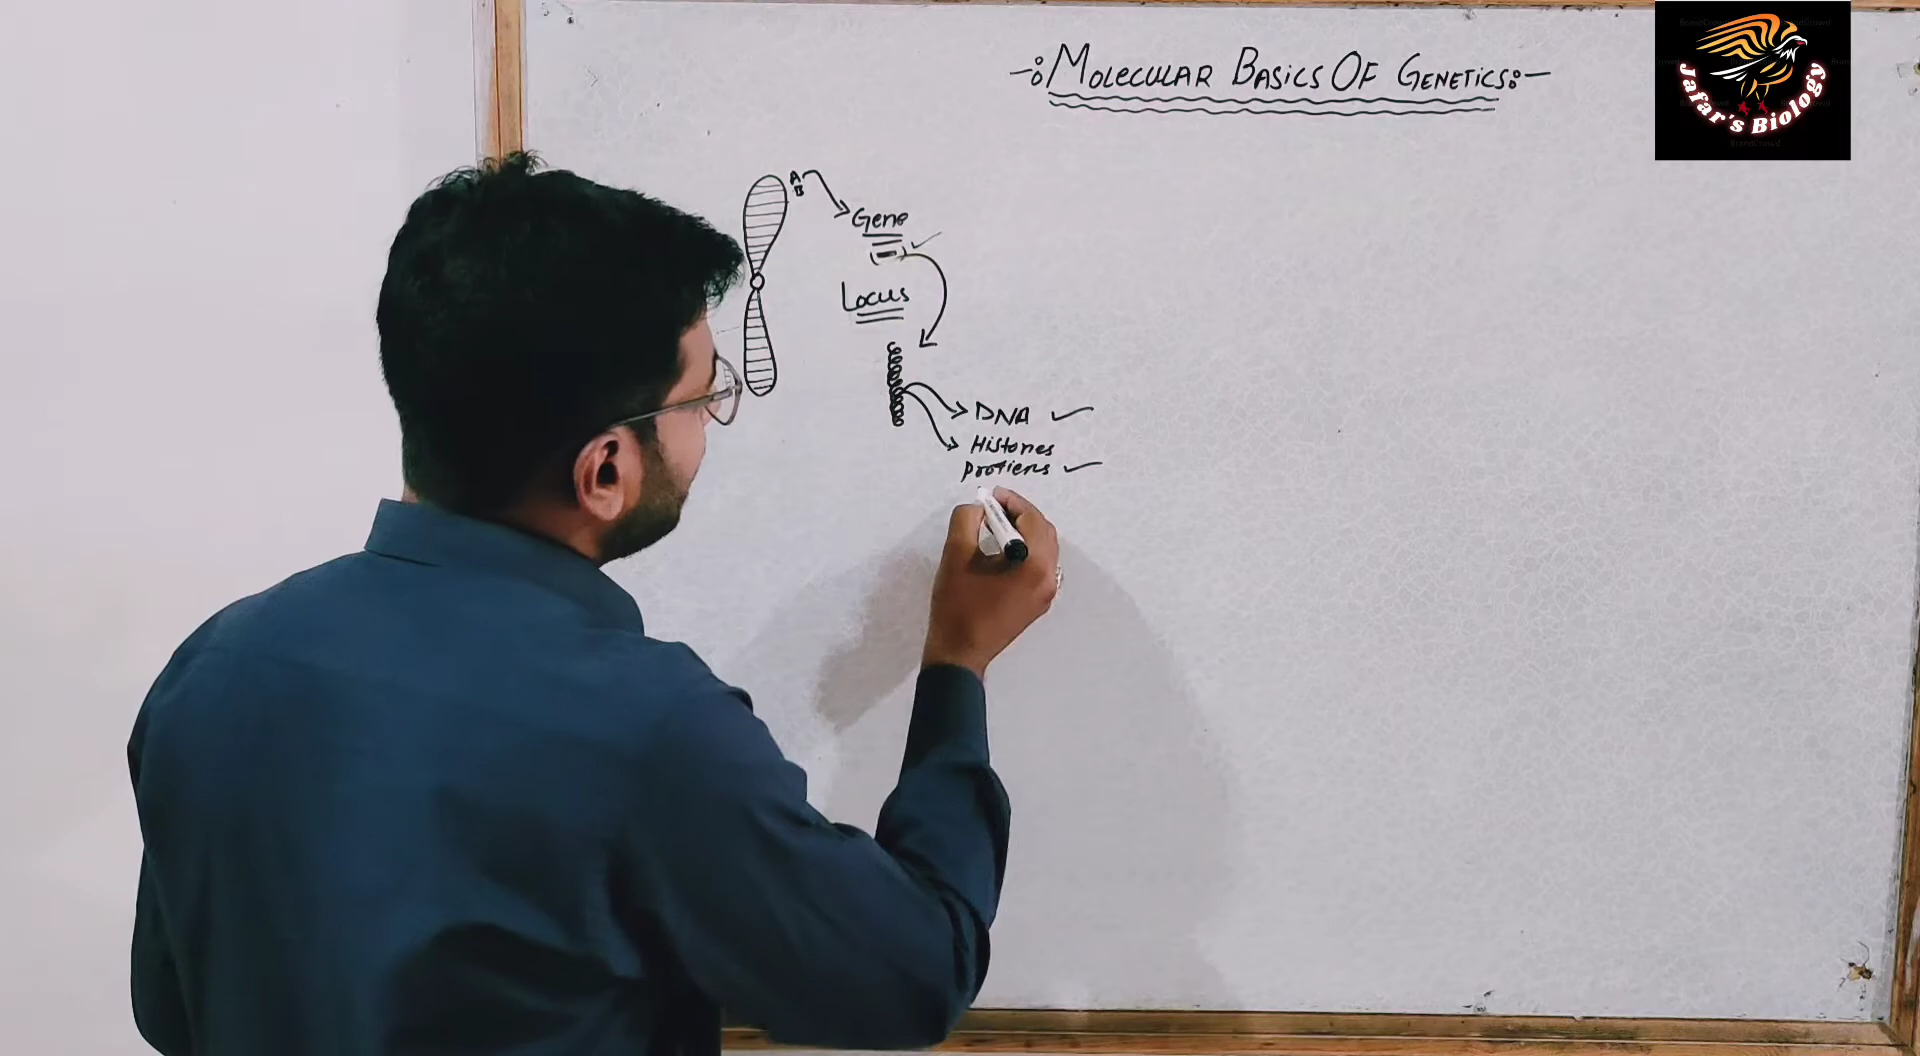 -:MOLECULAR BASICS OF GENETICS:-
Jafar's Biology
A
B
Gene
Locus
DNA
Histones
Protiens